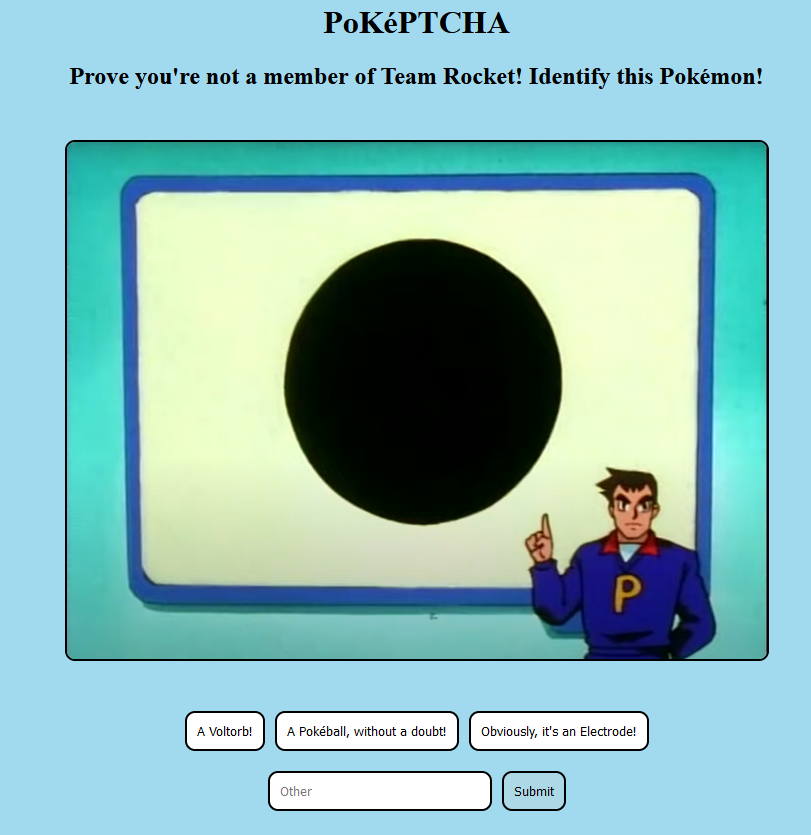 PoKéPTCHA
Prove you're not a member of Team Rocket! Identify this Pokémon!
P
A Voltorb!
A Pokéball, without a doubt!
Obviously, it's an Electrode!
Other
Submit